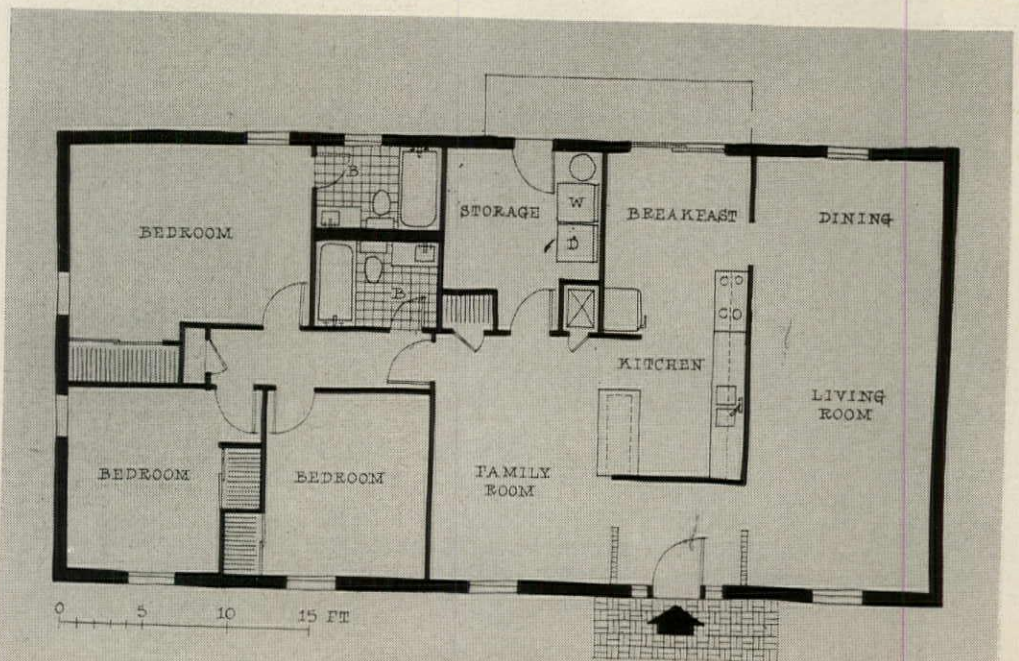 BEDROOM
B
STORAGE
W
D
BREAKFAST
DINING
B
KITCHEN
LIVING
ROOM
BEDROOM
BEDROOM
FAMILY
ROOM
0 5 10 15 FT